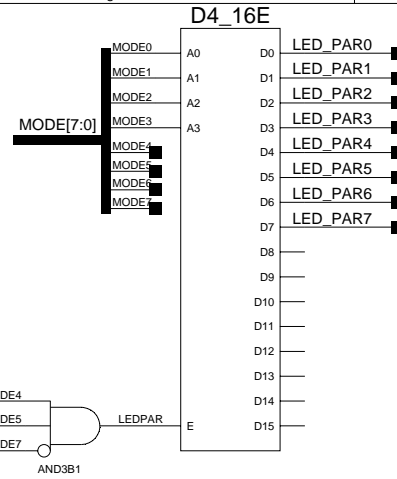 D4_16E
MODE0
A0
D0
LED_PAR0
MODE1
A1
D1
LED_PAR1
MODE2
A2
D2
LED_PAR2
MODE3
A3
D3
LED_PAR3
MODE[7:0]
MODE4
D4
LED_PAR4
MODE5
D5
LED_PAR5
MODE6
D6
LED_PAR6
MODE7
D7
LED_PAR7
D8
D9
D10
D11
D12
D13
DE4
D14
DE5
LEDPAR
E
D15
DE7
AND3B1